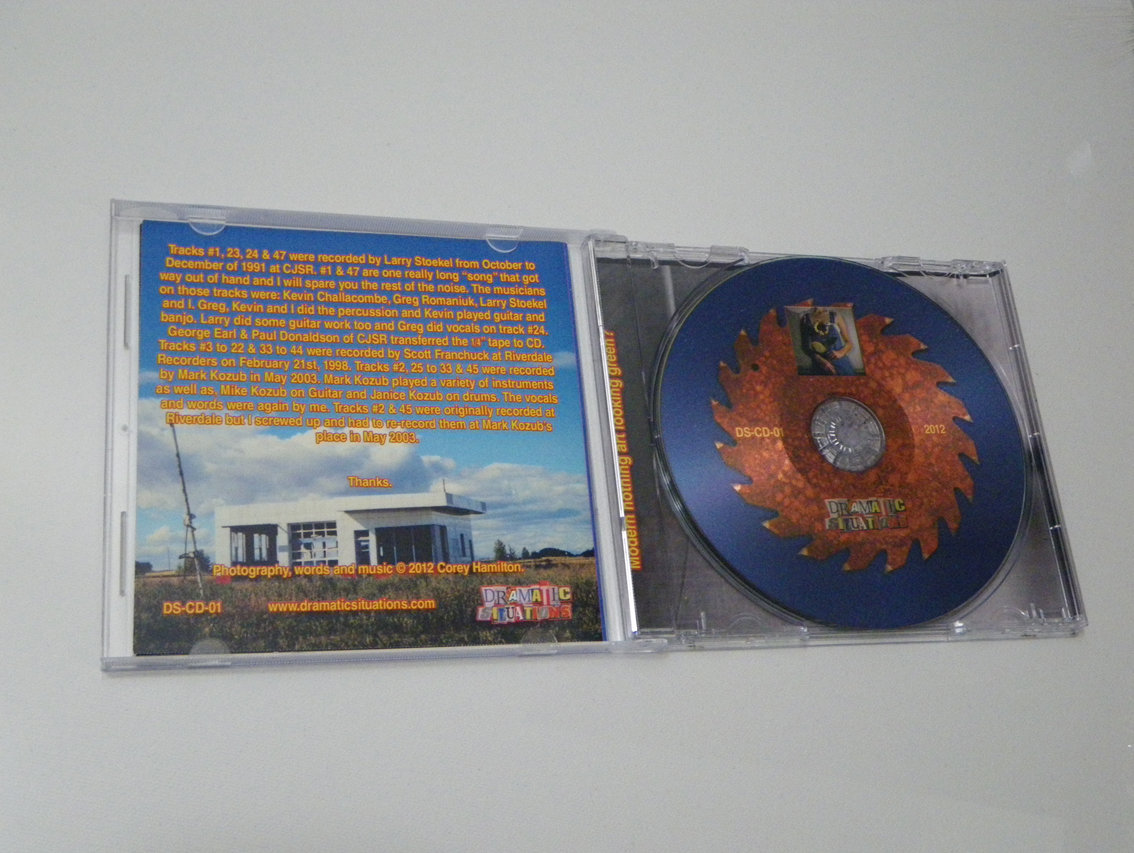 Tracks #1, 23, 24 & 47 were recorded by Larry Stoekel from October to
December of 1991 at CJSR. #1 & 47 are one really long "song" that got
way out of hand and I will spare you the rest of the noise. The musicians
on those tracks were: Kevin Challacombe, Greg Romaniuk, Larry Stoekel
and I. Greg, Kevin and I did the percussion and Kevin played guitar and
banjo. Larry did some guitar work too and Greg did vocals on track #24.
George Earl & Paul Donaldson of CJSR transferred the ¼" tape to CD.
Tracks #3 to 22 & 33 to 44 were recorded by Scott Franchuck at Riverdale
Recorders on February 21st, 1998. Tracks #2, 25 to 33 & 45 were recorded
by Mark Kozub in May 2003. Mark Kozub played a variety of instruments
as well as, Mike Kozub on Guitar and Janice Kozub on drums. The vocals
and words were again by me. Tracks #2 & 45 were originally recorded at
Riverdale but I screwed up and had to re-record them at Mark Kozub's
place in May 2003.
Thanks.
Photography, words and music © 2012 Corey Hamilton.
DS-CD-01
www.dramaticsituations.com
DRAMATIC
SITUATIONS
Modern nothing art looking green?
DS-CD-01
2012
DRAMATIC
SITUATIONS